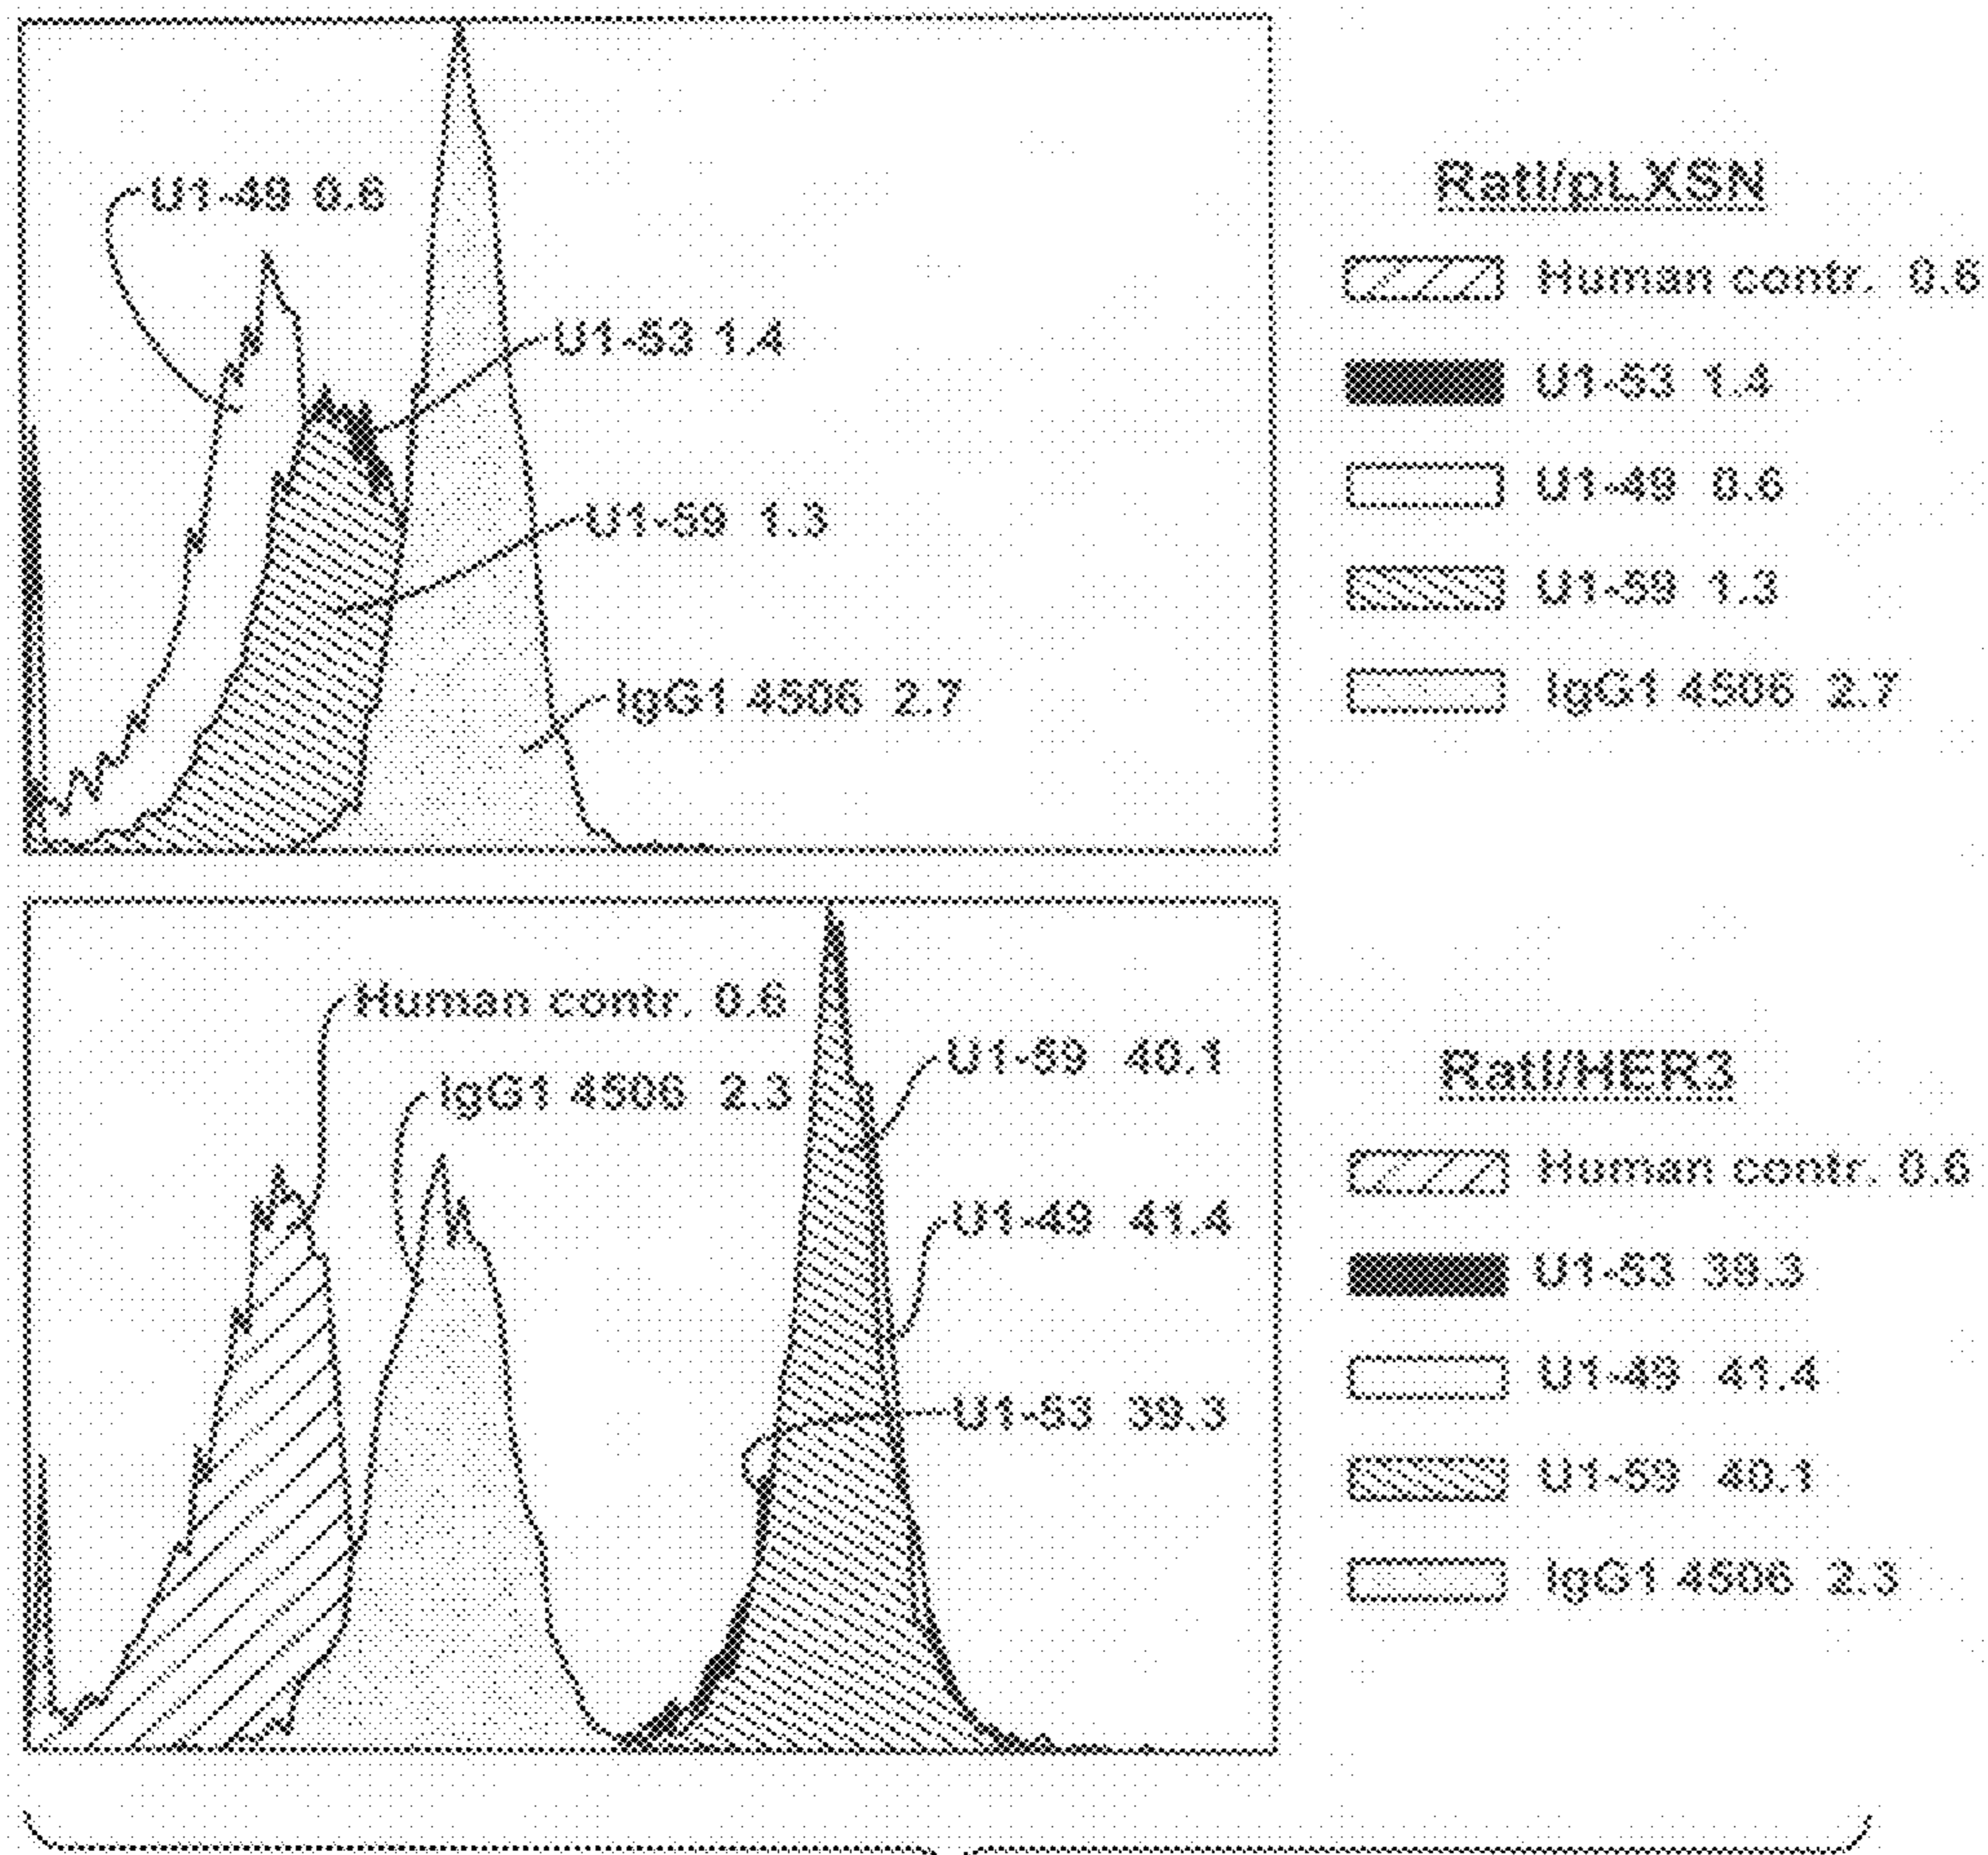 U1-49 0.6
U1-53 1.4
U1-59 1.3
IgG1 4506 2.7
RatI/pLXSN
Human contr. 0.6
U1-53 1.4
U1-49 0.6
U1-59 1.3
IgG1 4506 2.7
Human contr. 0.6
IgG1 4506 2.3
U1-59 40.1
U1-49 41.4
U1-53 39.3
RatI/HER3
Human contr. 0.6
U1-53 39.3
U1-49 41.4
U1-59 40.1
IgG1 4506 2.3